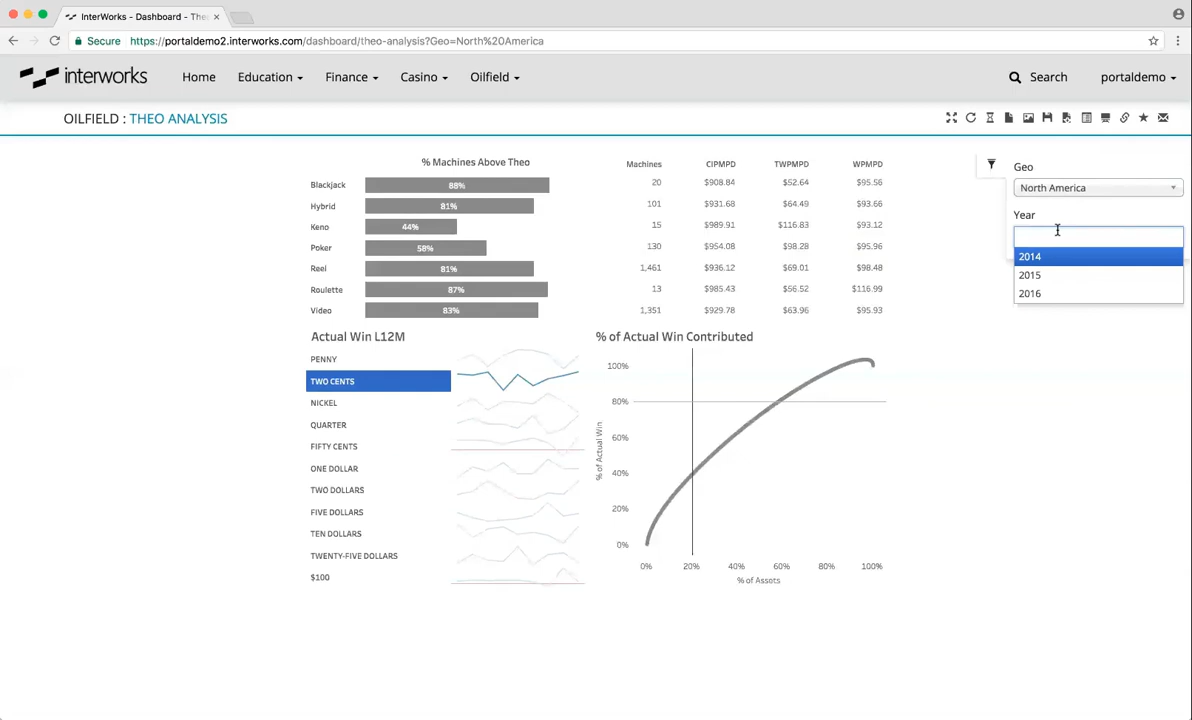 InterWorks - Dashboard - The
Secure https://portaldemo2.interworks.com/dashboard/theo-analysis?Geo=North%20America
interworks Home Education Finance Casino Oilfield Search portaldemo
OILFIELD : THEO ANALYSIS
% Machines Above Theo Machines CIPMPD TWPMPD WPMPD
Blackjack 88% 20 $908.84 $52.64 $95.56
Hybrid 81% 101 $931.68 $64.49 $93.66
Keno 44% 15 $989.91 $116.83 $93.12
Poker 58% 130 $954.08 $98.28 $95.96
Reel 81% 1,461 $936.12 $69.01 $98.48
Roulette 87% 13 $985.43 $56.52 $116.99
Video 83% 1,351 $929.78 $63.96 $95.93
Geo
North America
Year
2014
2015
2016
Actual Win L12M
PENNY
TWO CENTS
NICKEL
QUARTER
FIFTY CENTS
ONE DOLLAR
TWO DOLLARS
FIVE DOLLARS
TEN DOLLARS
TWENTY-FIVE DOLLARS
$100
% of Actual Win Contributed
% of Actual Win
100%
80%
60%
40%
20%
0%
0% 20% 40% 60% 80% 100%
% of Assets